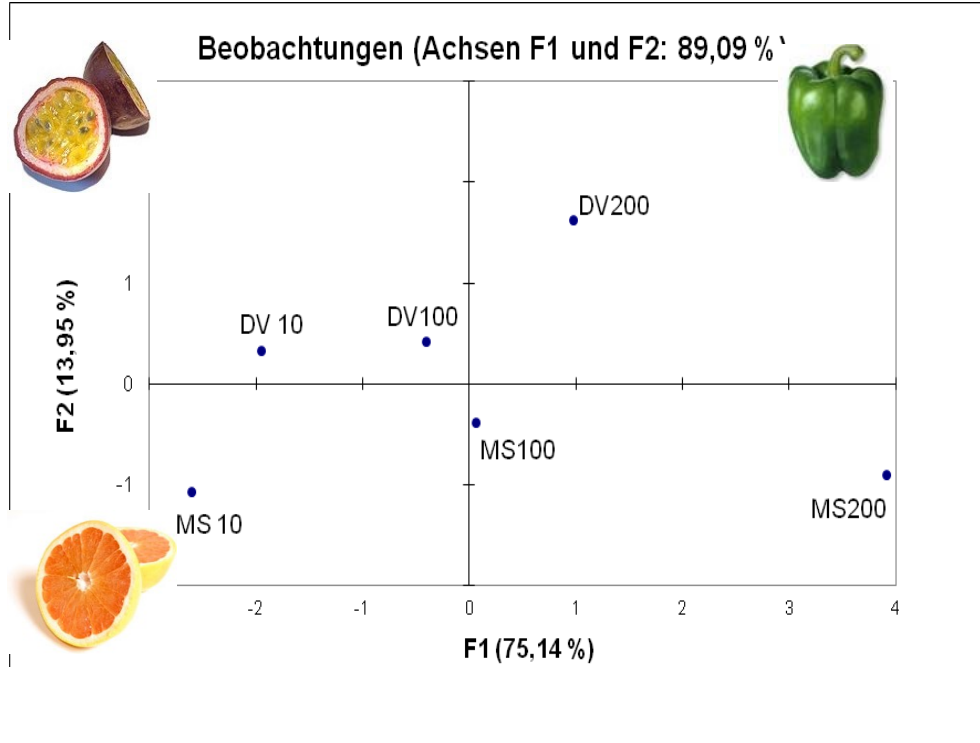 Beobachtungen (Achsen F1 und F2: 89,09 %
DV200
1
DV 10
DV100
F2 (13,95 %)
0
MS100
-1
MS200
MS 10
-2 -1 0 1 2 3 4
F1 (75,14 %)